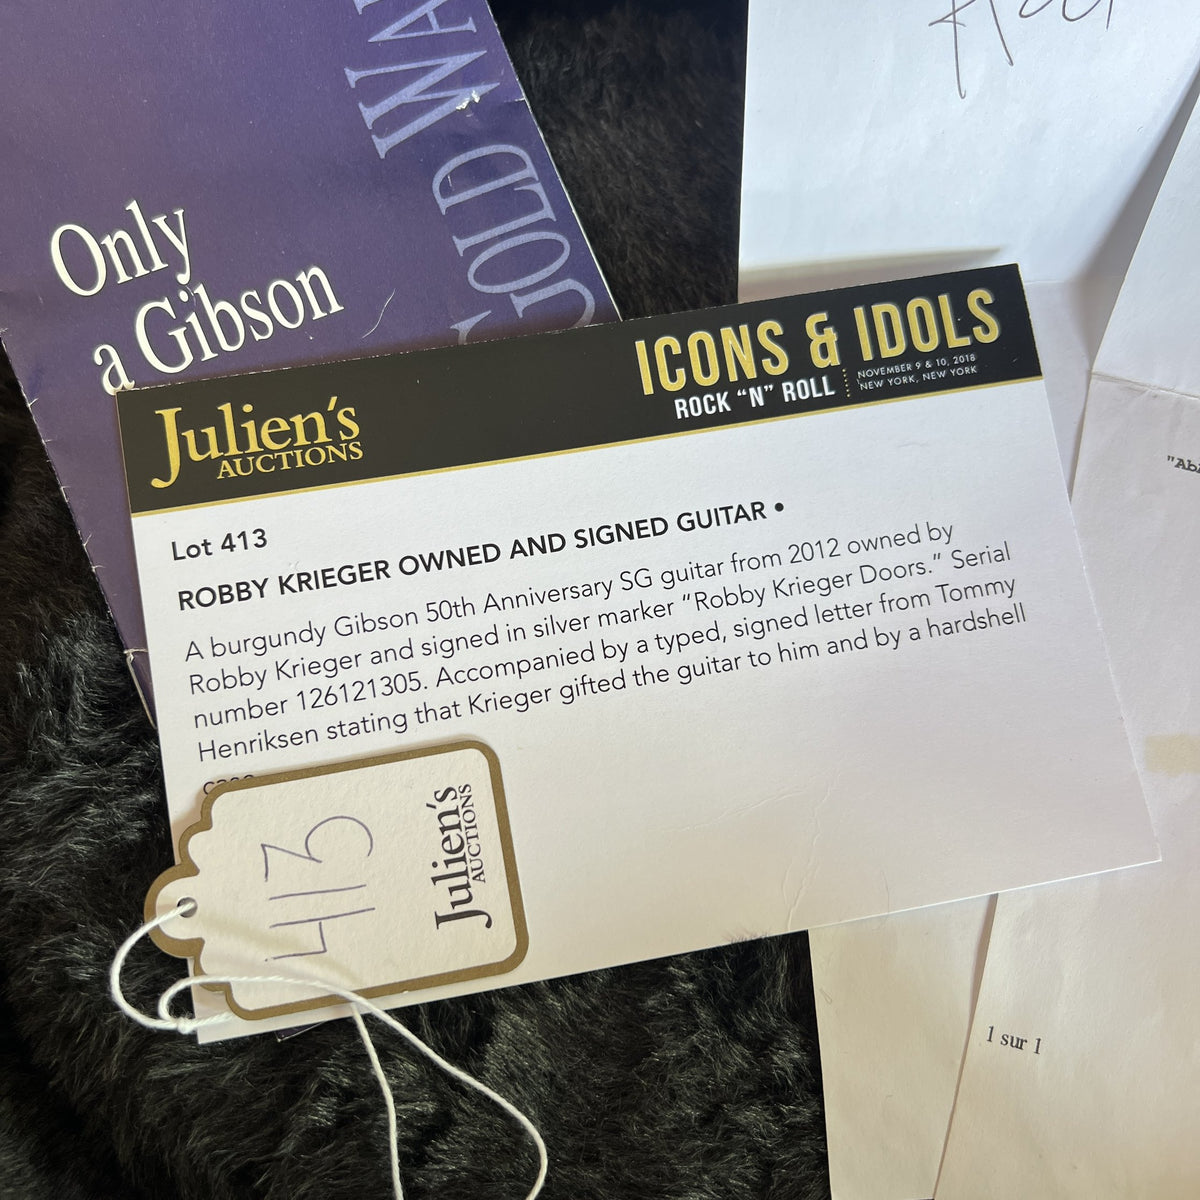 Only
a Gibson
GOLD
Julien's
AUCTIONS
ICONS & IDOLS
ROCK "N" ROLL
NOVEMBER 9 & 10, 2018
NEW YORK, NEW YORK
Lot 413
ROBBY KRIEGER OWNED AND SIGNED GUITAR •
A burgundy Gibson 50th Anniversary SG guitar from 2012 owned by
Robby Krieger and signed in silver marker “Robby Krieger Doors.” Serial
number 126121305. Accompanied by a typed, signed letter from Tommy
Henriksen stating that Krieger gifted the guitar to him and by a hardshell
413
Julien's
AUCTIONS
1 sur 1